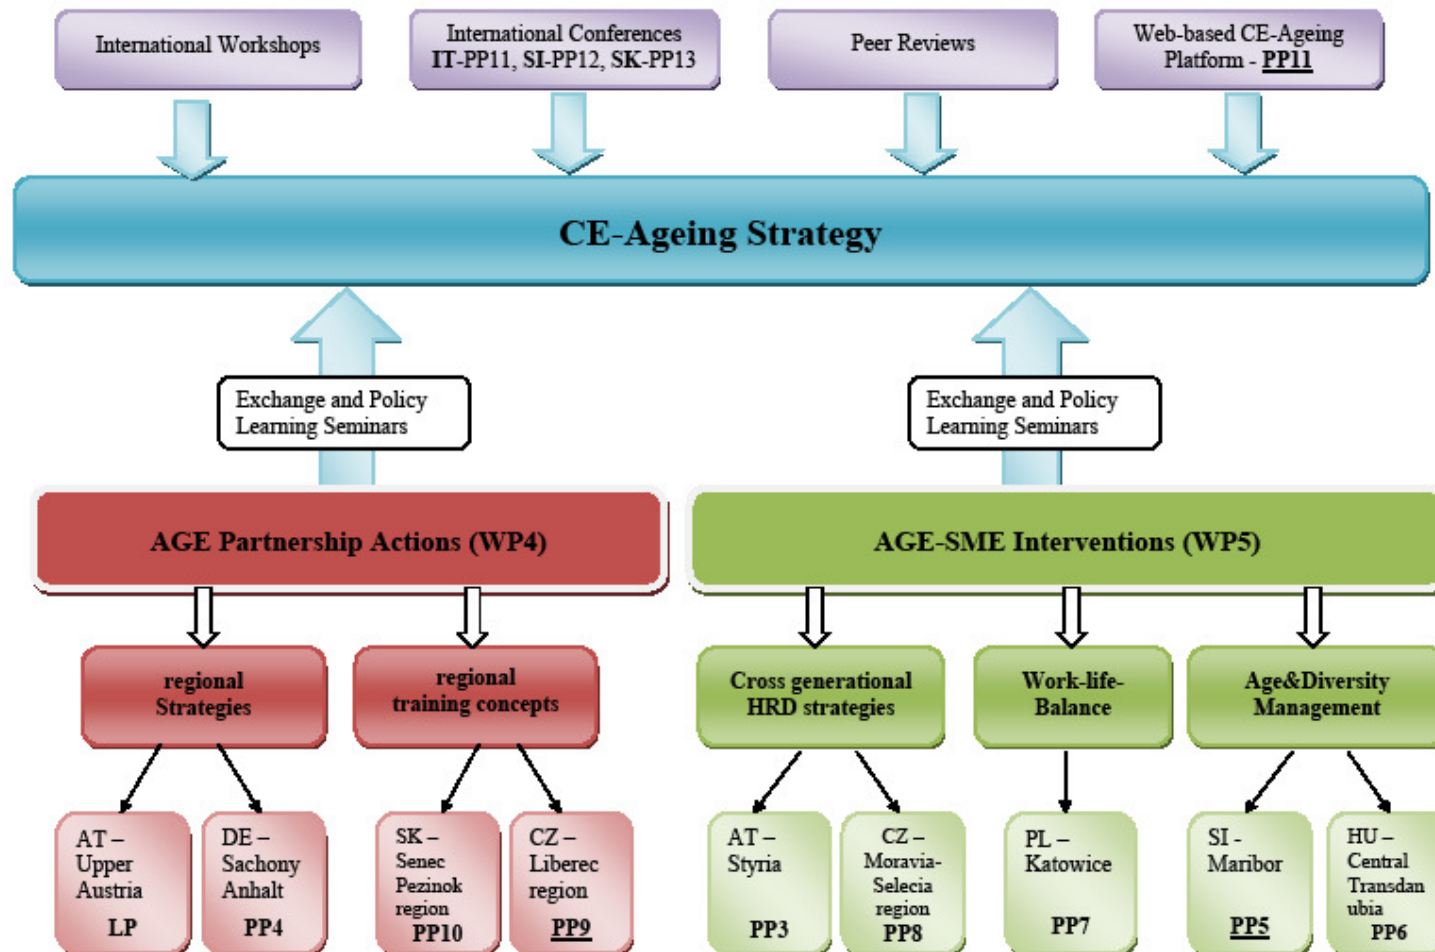 International Workshops
International Conferences
IT-PP11, SI-PP12, SK-PP13
Peer Reviews
Web-based CE-Ageing
Platform - PP11
CE-Ageing Strategy
Exchange and Policy
Learning Seminars
Exchange and Policy
Learning Seminars
AGE Partnership Actions (WP4)
AGE-SME Interventions (WP5)
regional
Strategies
regional
training concepts
Cross generational
HRD strategies
Work-life-
Balance
Age&Diversity
Management
AT –
Upper
Austria
LP
DE –
Sachony
Anhalt
PP4
SK –
Senec
Pezinok
region
PP10
CZ –
Liberec
region
PP9
AT –
Styria
PP3
CZ –
Moravia-
Selecia
region
PP8
PL –
Katowice
PP7
SI -
Maribor
PP5
HU –
Central
Transdan
ubia
PP6